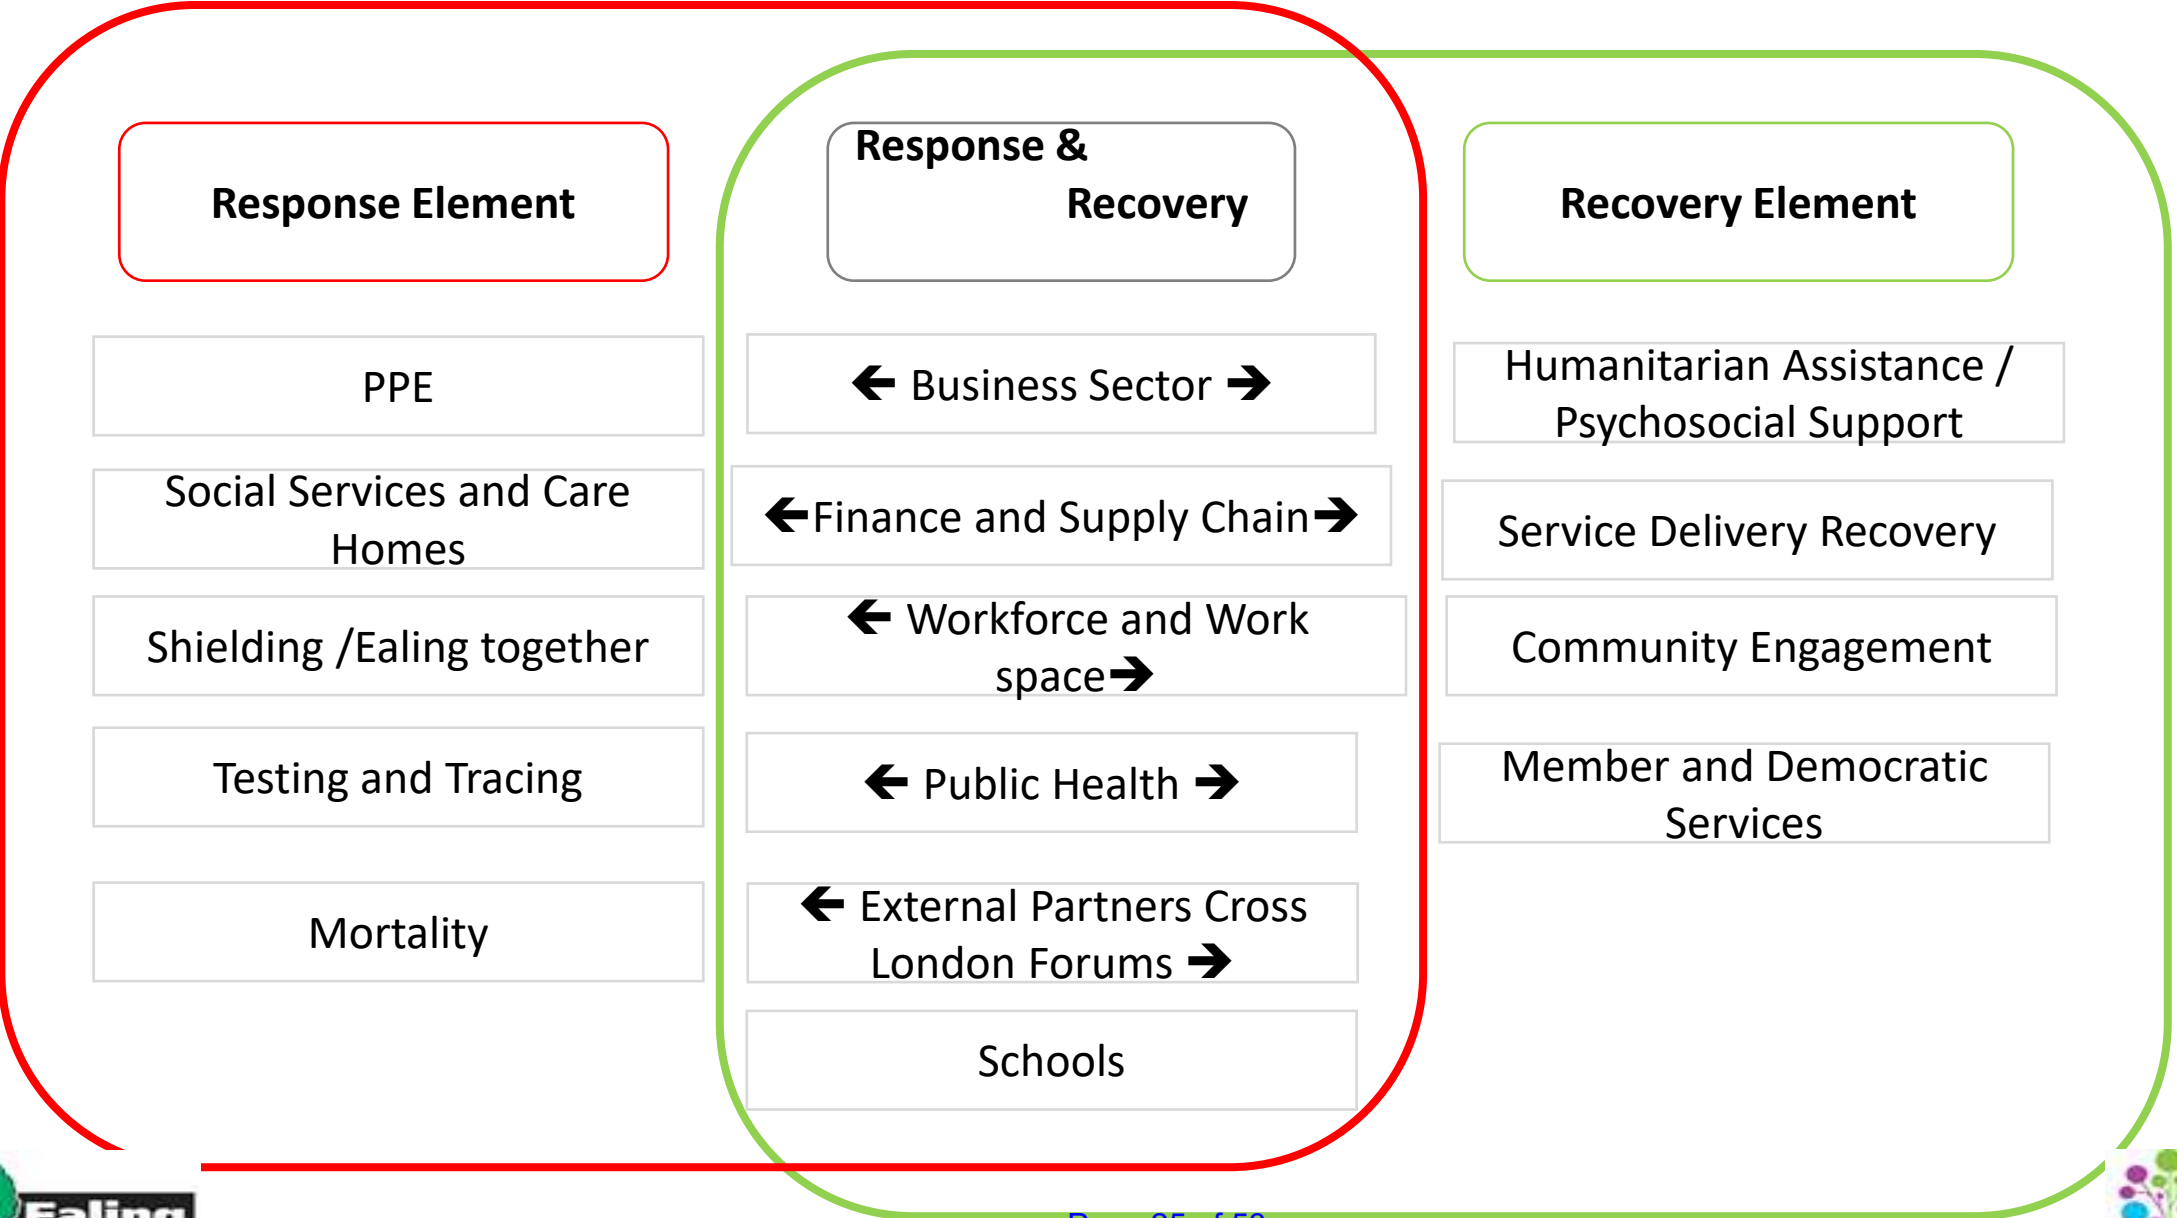 Response Element
Response &
Recovery
Recovery Element
PPE
Social Services and Care
Homes
Shielding /Ealing together
Testing and Tracing
Mortality
🡸 Business Sector 🡺
🡸Finance and Supply Chain🡺
🡸 Workforce and Work
space🡺
🡸 Public Health 🡺
🡸 External Partners Cross
London Forums 🡺
Schools
Humanitarian Assistance /
Psychosocial Support
Service Delivery Recovery
Community Engagement
Member and Democratic
Services
Ealing